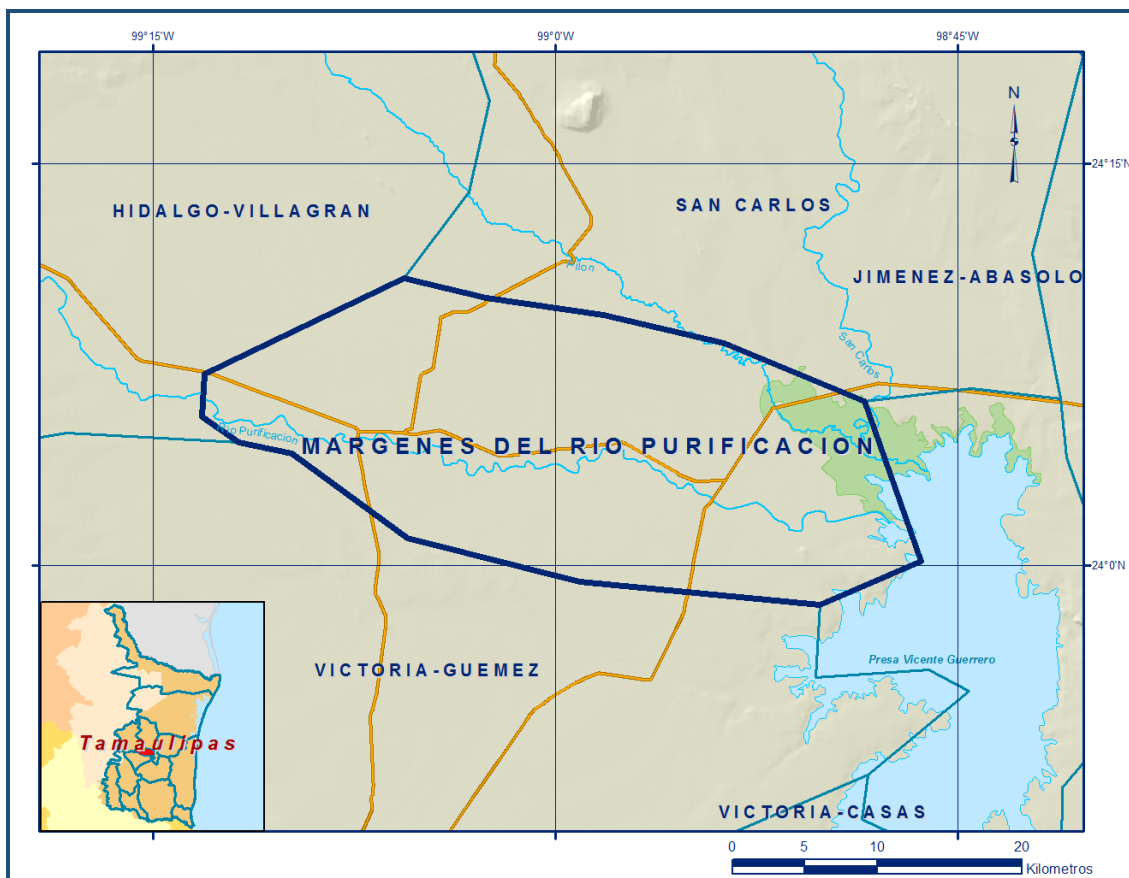 99°15'W
99°0'W
98°45'W
N
24°15'N
HIDALGO-VILLAGRAN
SAN CARLOS
Pilon
JIMENEZ-ABASOLO
San Carlos
Rio Purificacion
MARGENES DEL RIO PURIFICACION
24°0'N
VICTORIA-GUEMEZ
Presa Vicente Guerrero
Tamaulipas
VICTORIA-CASAS
0 5 10 20
Kilometros